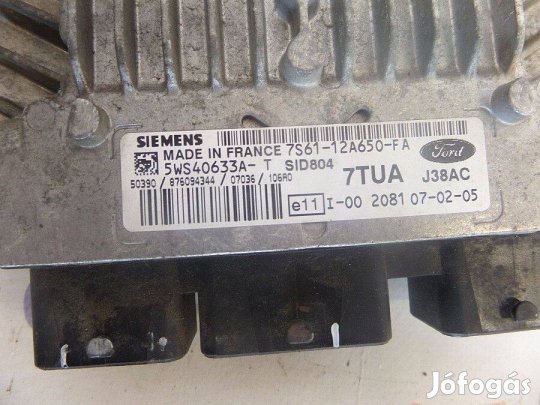 SIEMENS
MADE IN FRANCE 7S61-12A650-FA
5WS40633A-T SID804
50390 / 876094344 / 07036 / 106A0
7TUA J38AC
e11 I-00 2081 07-02-05
Ford
Jófogás